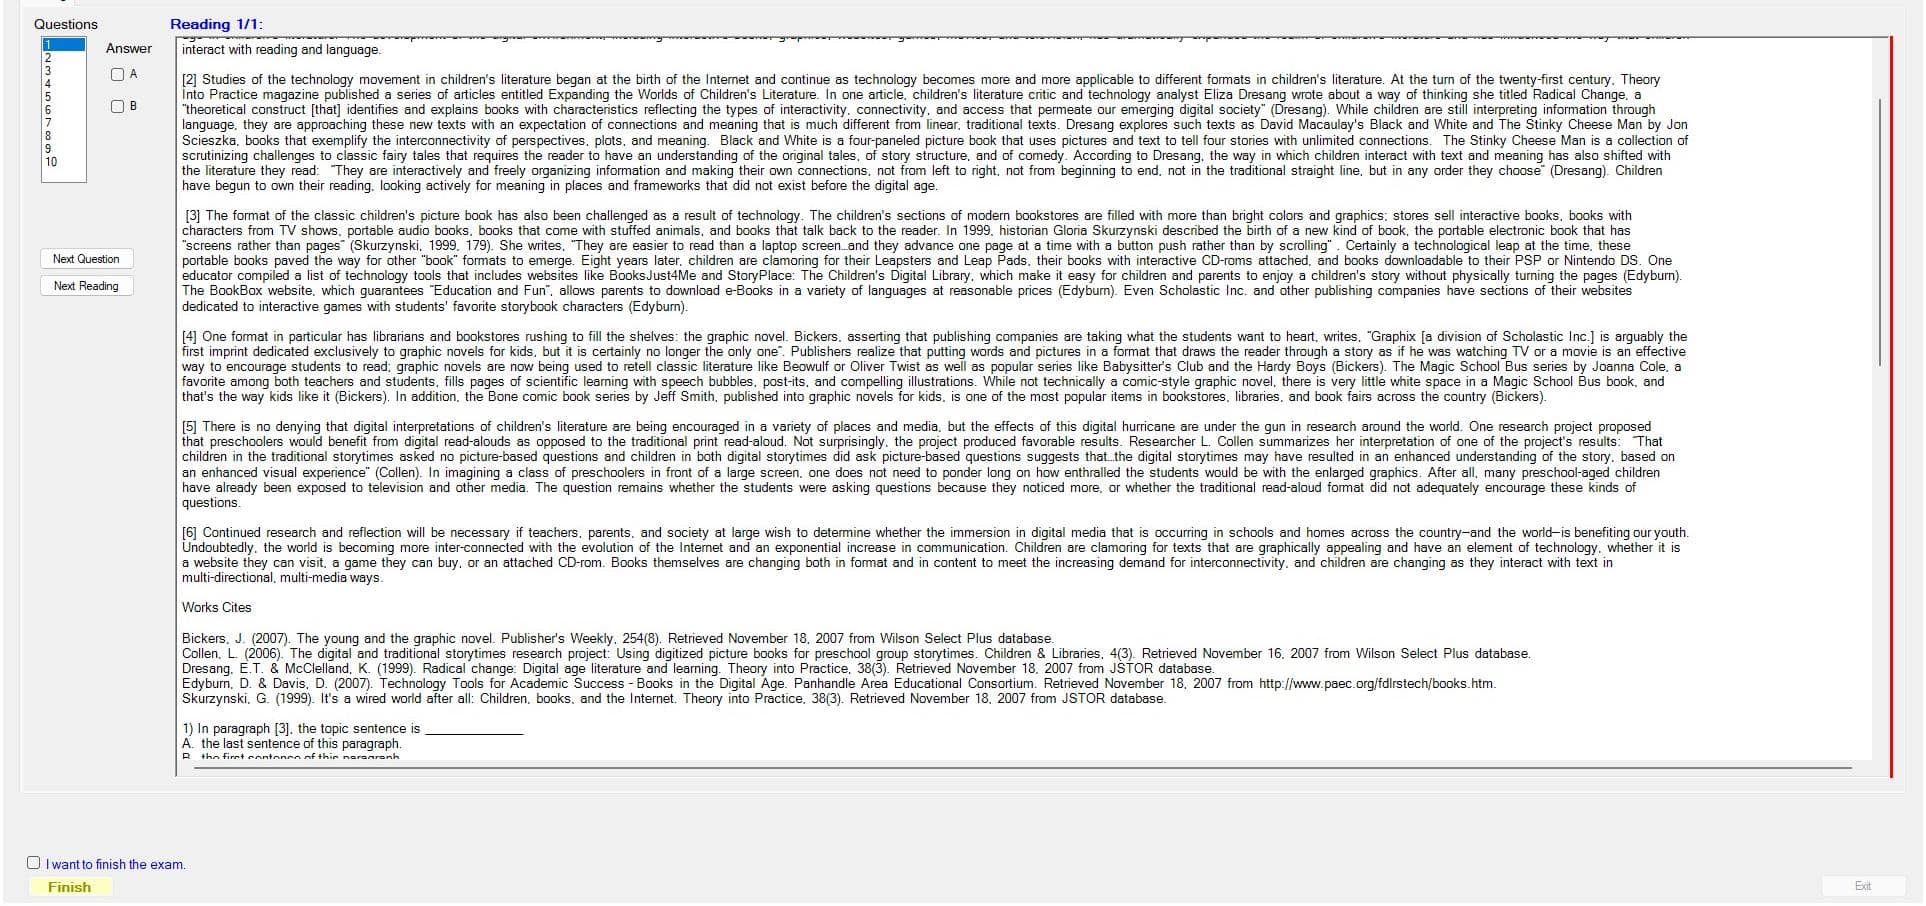 Questions
Reading 1/1:
1
2
3
4
5
6
7
8
9
10
Answer
A
B
Next Question
Next Reading
interact with reading and language.
[2] Studies of the technology movement in children's literature began at the birth of the Internet and continue as technology becomes more and more applicable to different formats in children's literature. At the turn of the twenty-first century, Theory
Into Practice magazine published a series of articles entitled Expanding the Worlds of Children's Literature. In one article, children's literature critic and technology analyst Eliza Dresang wrote about a way of thinking she titled Radical Change, a
"theoretical construct [that] identifies and explains books with characteristics reflecting the types of interactivity, connectivity, and access that permeate our emerging digital society" (Dresang). While children are still interpreting information through
language, they are approaching these new texts with an expectation of connections and meaning that is much different from linear, traditional texts. Dresang explores such texts as David Macaulay's Black and White and The Stinky Cheese Man by Jon
Scieszka, books that exemplify the interconnectivity of perspectives, plots, and meaning. Black and White is a four-paneled picture book that uses pictures and text to tell four stories with unlimited connections. The Stinky Cheese Man is a collection of
scrutinizing challenges to classic fairy tales that requires the reader to have an understanding of the original tales, of story structure, and of comedy. According to Dresang, the way in which children interact with text and meaning has also shifted with
the literature they read: "They are interactively and freely organizing information and making their own connections, not from left to right, not from beginning to end, not in the traditional straight line, but in any order they choose" (Dresang). Children
have begun to own their reading, looking actively for meaning in places and frameworks that did not exist before the digital age.
[3] The format of the classic children's picture book has also been challenged as a result of technology. The children's sections of modern bookstores are filled with more than bright colors and graphics; stores sell interactive books, books with
characters from TV shows, portable audio books, books that come with stuffed animals, and books that talk back to the reader. In 1999, historian Gloria Skurzynski described the birth of a new kind of book, the portable electronic book that has
"screens rather than pages" (Skurzynski, 1999, 179). She writes, "They are easier to read than a laptop screen...and they advance one page at a time with a button push rather than by scrolling" . Certainly a technological leap at the time, these
portable books paved the way for other "book" formats to emerge. Eight years later, children are clamoring for their Leapsters and Leap Pads, their books with interactive CD-roms attached, and books downloadable to their PSP or Nintendo DS. One
educator compiled a list of technology tools that includes websites like BooksJust4Me and StoryPlace: The Children's Digital Library, which make it easy for children and parents to enjoy a children's story without physically turning the pages (Edyburn).
The BookBox website, which guarantees "Education and Fun", allows parents to download e-Books in a variety of languages at reasonable prices (Edyburn). Even Scholastic Inc. and other publishing companies have sections of their websites
dedicated to interactive games with students' favorite storybook characters (Edyburn).
[4] One format in particular has librarians and bookstores rushing to fill the shelves: the graphic novel. Bickers, asserting that publishing companies are taking what the students want to heart, writes, "Graphix [a division of Scholastic Inc.] is arguably the
first imprint dedicated exclusively to graphic novels for kids, but it is certainly no longer the only one". Publishers realize that putting words and pictures in a format that draws the reader through a story as if he was watching TV or a movie is an effective
way to encourage students to read; graphic novels are now being used to retell classic literature like Beowulf or Oliver Twist as well as popular series like Babysitter's Club and the Hardy Boys (Bickers). The Magic School Bus series by Joanna Cole, a
favorite among both teachers and students, fills pages of scientific learning with speech bubbles, post-its, and compelling illustrations. While not technically a comic-style graphic novel, there is very little white space in a Magic School Bus book, and
that's the way kids like it (Bickers). In addition, the Bone comic book series by Jeff Smith, published into graphic novels for kids, is one of the most popular items in bookstores, libraries, and book fairs across the country (Bickers).
[5] There is no denying that digital interpretations of children's literature are being encouraged in a variety of places and media, but the effects of this digital hurricane are under the gun in research around the world. One research project proposed
that preschoolers would benefit from digital read-alouds as opposed to the traditional print read-aloud. Not surprisingly, the project produced favorable results. Researcher L. Collen summarizes her interpretation of one of the project's results: "That
children in the traditional storytimes asked no picture-based questions and children in both digital storytimes did ask picture-based questions suggests that...the digital storytimes may have resulted in an enhanced understanding of the story, based on
an enhanced visual experience" (Collen). In imagining a class of preschoolers in front of a large screen, one does not need to ponder long on how enthralled the students would be with the enlarged graphics. After all, many preschool-aged children
have already been exposed to television and other media. The question remains whether the students were asking questions because they noticed more, or whether the traditional read-aloud format did not adequately encourage these kinds of
questions.
[6] Continued research and reflection will be necessary if teachers, parents, and society at large wish to determine whether the immersion in digital media that is occurring in schools and homes across the country—and the world—is benefiting our youth.
Undoubtedly, the world is becoming more inter-connected with the evolution of the Internet and an exponential increase in communication. Children are clamoring for texts that are graphically appealing and have an element of technology, whether it is
a website they can visit, a game they can buy, or an attached CD-rom. Books themselves are changing both in format and in content to meet the increasing demand for interconnectivity, and children are changing as they interact with text in
multi-directional, multi-media ways.
Works Cites
Bickers, J. (2007). The young and the graphic novel. Publisher's Weekly, 254(8). Retrieved November 18, 2007 from Wilson Select Plus database.
Collen, L. (2006). The digital and traditional storytimes research project: Using digitized picture books for preschool group storytimes. Children & Libraries, 4(3). Retrieved November 16, 2007 from Wilson Select Plus database.
Dresang, E.T. & McClelland, K. (1999). Radical change: Digital age literature and learning. Theory into Practice, 38(3). Retrieved November 18, 2007 from JSTOR database.
Edyburn, D. & Davis, D. (2007). Technology Tools for Academic Success - Books in the Digital Age. Panhandle Area Educational Consortium. Retrieved November 18, 2007 from http://www.paec.org/fdlrstech/books.htm.
Skurzynski, G. (1999). It's a wired world after all: Children, books, and the Internet. Theory into Practice, 38(3). Retrieved November 18, 2007 from JSTOR database.
1) In paragraph [3], the topic sentence is ______________
A. the last sentence of this paragraph.
B. the first sentence of this paragraph
I want to finish the exam.
Finish
Exit